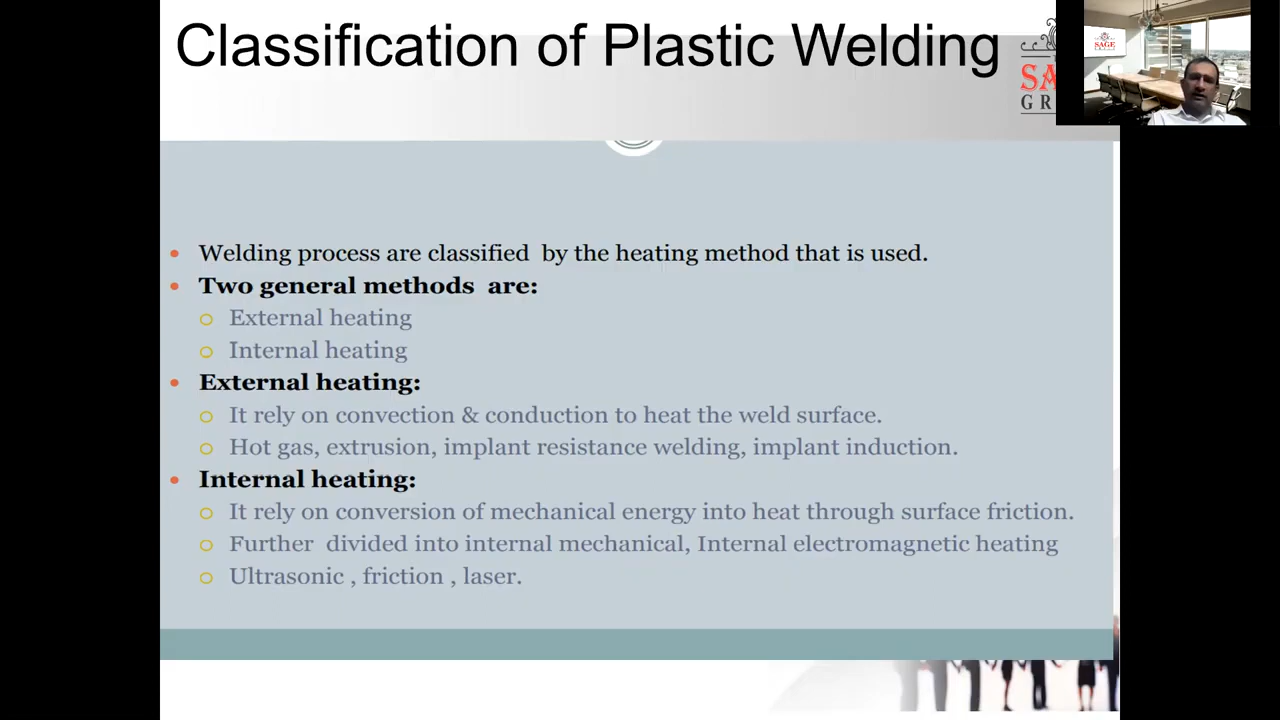 Classification of Plastic Welding
SAGE
Welding process are classified by the heating method that is used.
Two general methods are:
External heating
Internal heating
External heating:
It rely on convection & conduction to heat the weld surface.
Hot gas, extrusion, implant resistance welding, implant induction.
Internal heating:
It rely on conversion of mechanical energy into heat through surface friction.
Further divided into internal mechanical, Internal electromagnetic heating
Ultrasonic , friction , laser.